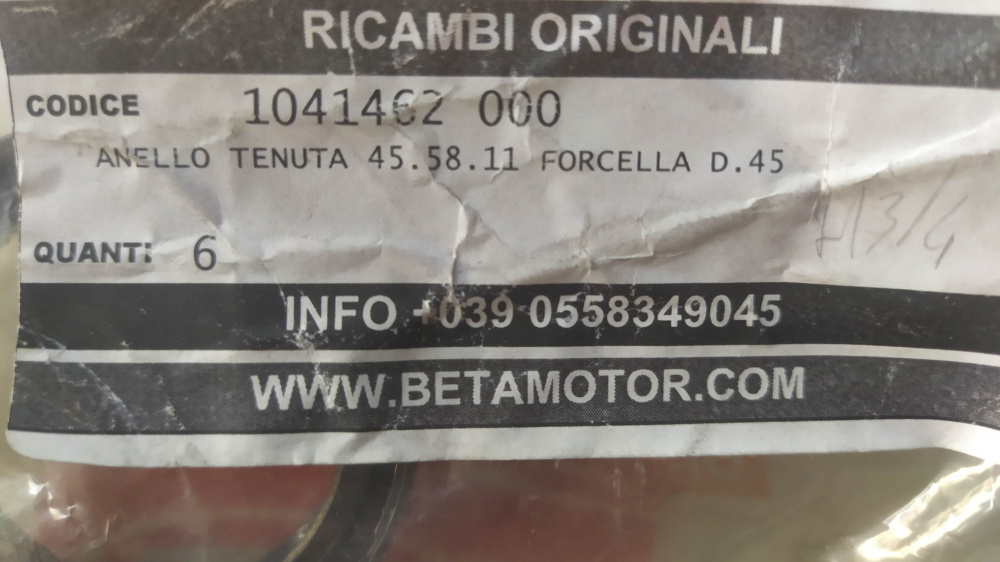 RICAMBI ORIGINALI
CODICE 1041462 000
ANELLO TENUTA 45.58.11 FORCELLA D.45
QUANTI: 6
INFO +039 0558349045
WWW.BETAMOTOR.COM